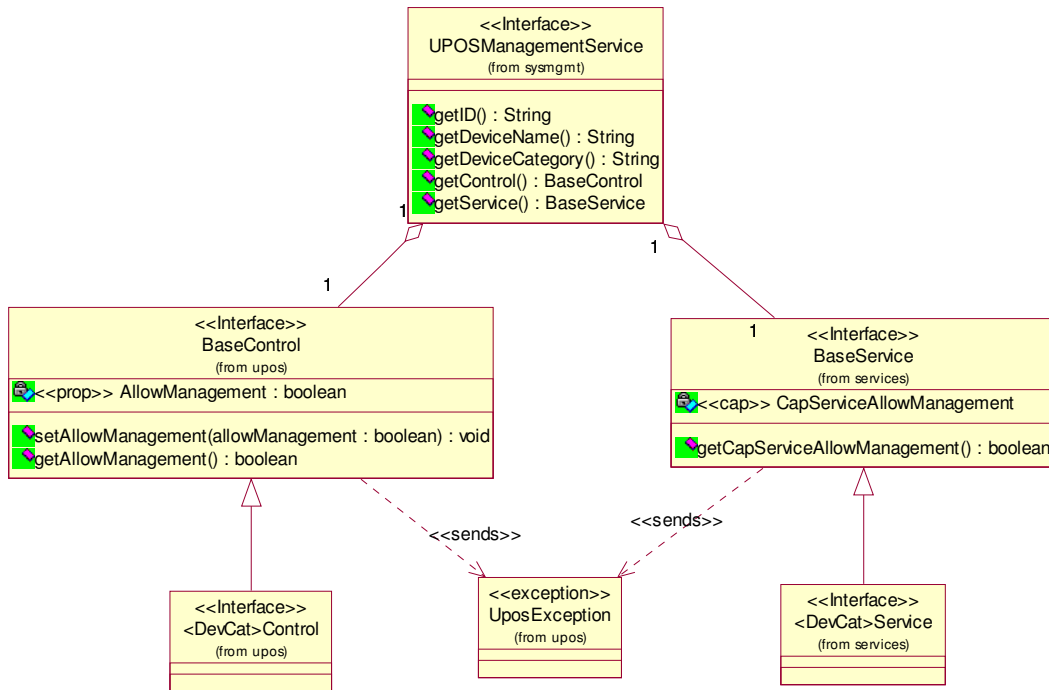 <<Interface>>
UPOSManagementService
(from sysmgmt)
getID() : String
getDeviceName() : String
getDeviceCategory() : String
getControl() : BaseControl
getService() : BaseService
1
1
1
1
<<Interface>>
BaseControl
(from upos)
<<prop>> AllowManagement : boolean
setAllowManagement(allowManagement : boolean) : void
getAllowManagement() : boolean
<<Interface>>
BaseService
(from services)
<<cap>> CapServiceAllowManagement
getCapServiceAllowManagement() : boolean
<<sends>>
<<sends>>
<<Interface>>
<DevCat>Control
(from upos)
<<exception>>
UposException
(from upos)
<<Interface>>
<DevCat>Service
(from services)